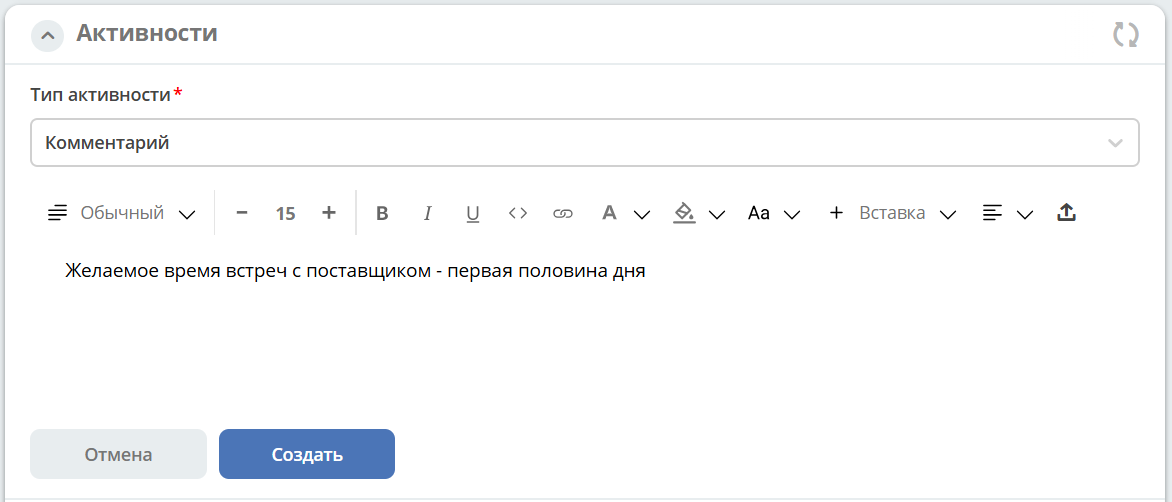 Активности
Тип активности*
Комментарий
Обычный − 15 + B I U <> A Aa + Вставка
Желаемое время встреч с поставщиком - первая половина дня
Отмена Создать